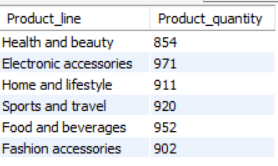 Product_line Product_quantity
Health and beauty 854
Electronic accessories 971
Home and lifestyle 911
Sports and travel 920
Food and beverages 952
Fashion accessories 902